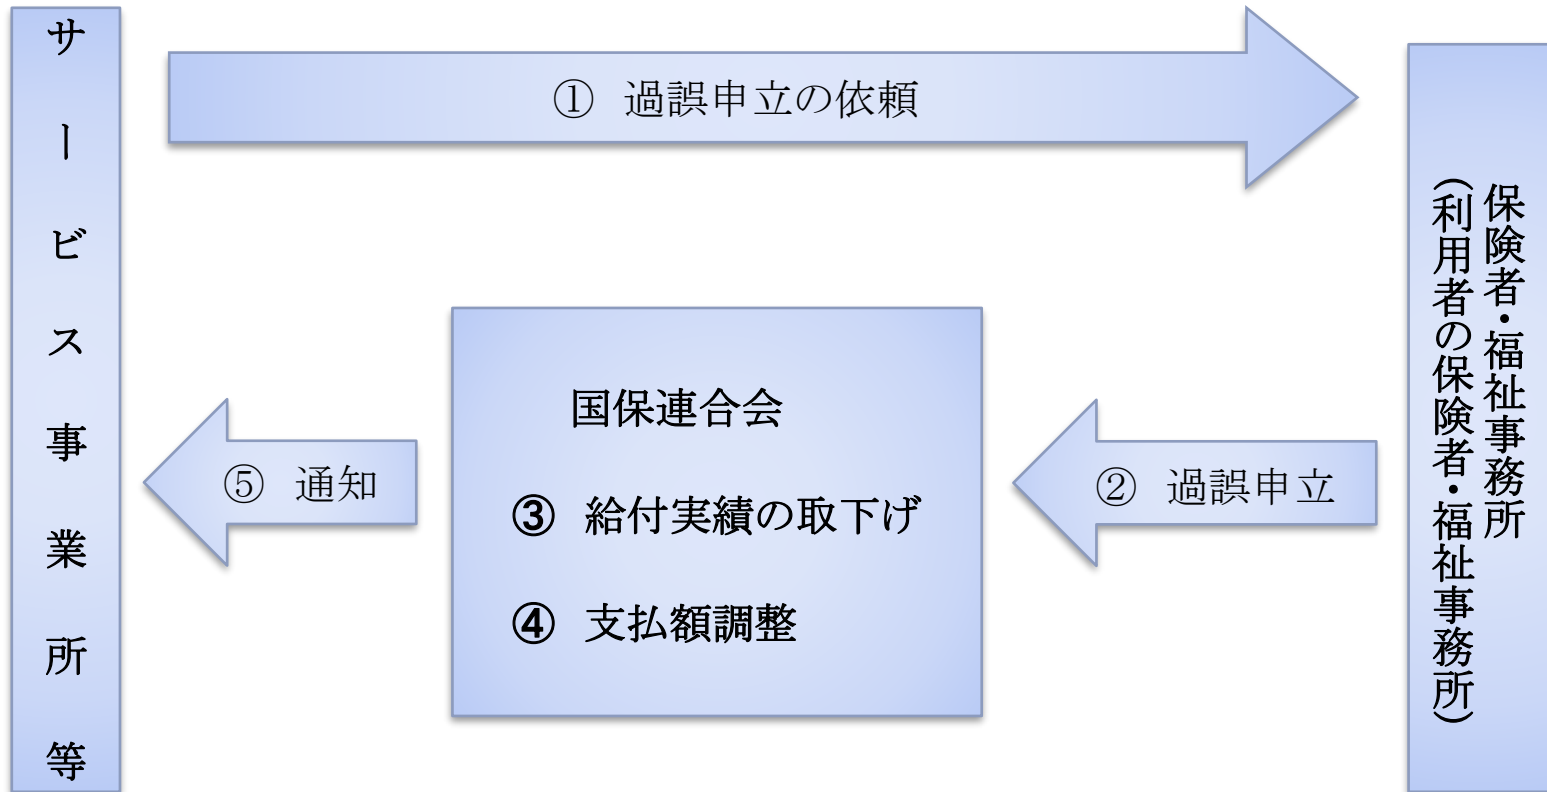 サービス事業所等
① 過誤申立の依頼
保険者・福祉事務所
(利用者の保険者・福祉事務所)
② 過誤申立
国保連合会
③ 給付実績の取下げ
④ 支払額調整
⑤ 通知